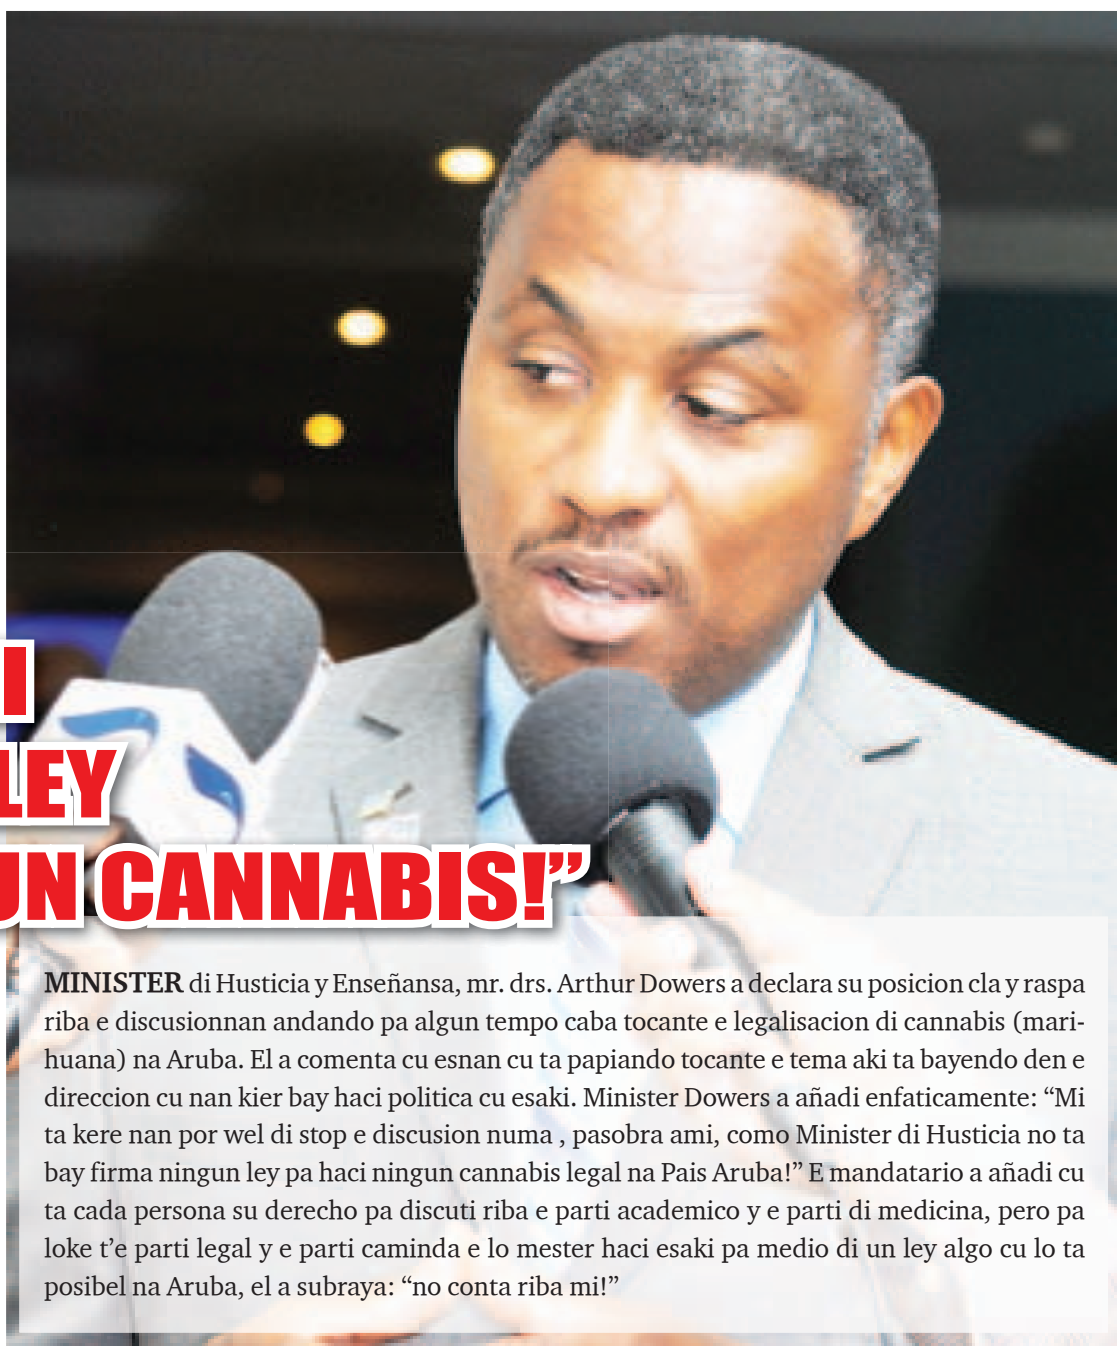 I
LEY
UN CANNABIS!”
MINISTER di Husticia y Enseñansa, mr. drs. Arthur Dowers a declara su posicion cla y raspa
riba e discusionnan andando pa algun tempo caba tocante e legalisacion di cannabis (mari-
huana) na Aruba. El a comenta cu esnan cu ta papiando tocante e tema aki ta bayendo den e
direccion cu nan kier bay haci politica cu esaki. Minister Dowers a añadi enfaticamente: “Mi
ta kere nan por wel di stop e discusion numa , pasobra ami, como Minister di Husticia no ta
bay firma ningun ley pa haci ningun cannabis legal na Pais Aruba!” E mandatario a añadi cu
ta cada persona su derecho pa discuti riba e parti academico y e parti di medicina, pero pa
loke t’e parti legal y e parti caminda e lo mester haci esaki pa medio di un ley algo cu lo ta
posibel na Aruba, el a subraya: “no conta riba mi!”